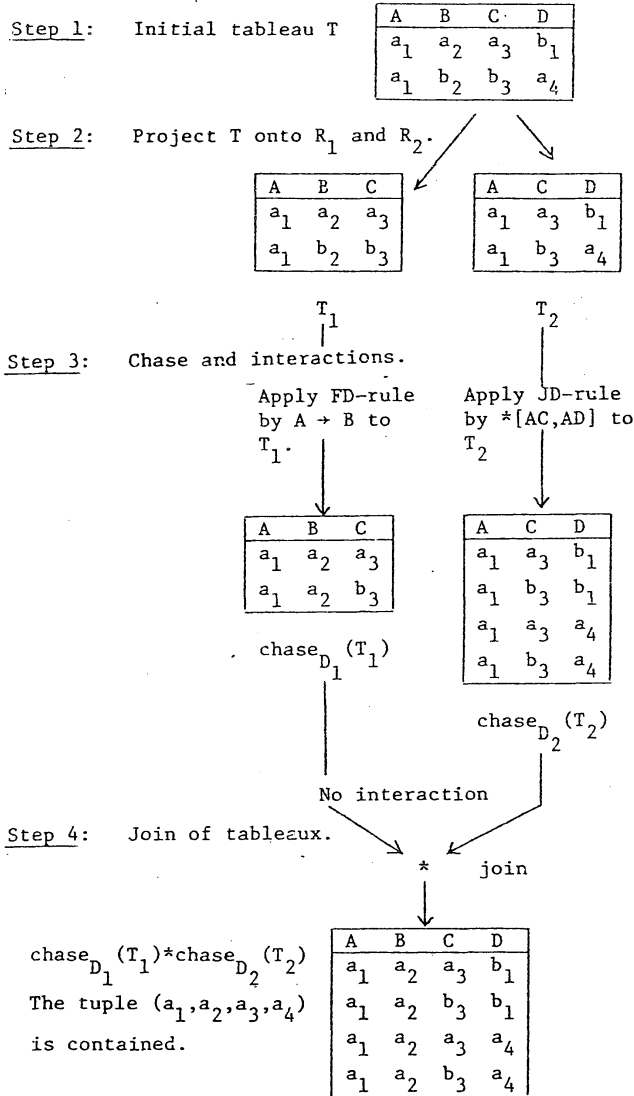 Step 1: Initial tableau T
A B C D
a1 a2 a3 b1
a1 b2 b3 a4
Step 2: Project T onto R1 and R2.
A B C
a1 a2 a3
a1 b2 b3
T1
A C D
a1 a3 b1
a1 b3 a4
T2
Step 3: Chase and interactions.
Apply FD-rule
by A → B to
T1.
Apply JD-rule
by *[AC,AD] to
T2
A B C
a1 a2 a3
a1 a2 b3
chaseD1(T1)
A C D
a1 a3 b1
a1 b3 b1
a1 a3 a4
a1 b3 a4
chaseD2(T2)
No interaction
Step 4: Join of tableaux.
* join
chaseD1(T1)*chaseD2(T2)
The tuple (a1,a2,a3,a4)
is contained.
A B C D
a1 a2 a3 b1
a1 a2 b3 b1
a1 a2 a3 a4
a1 a2 b3 a4